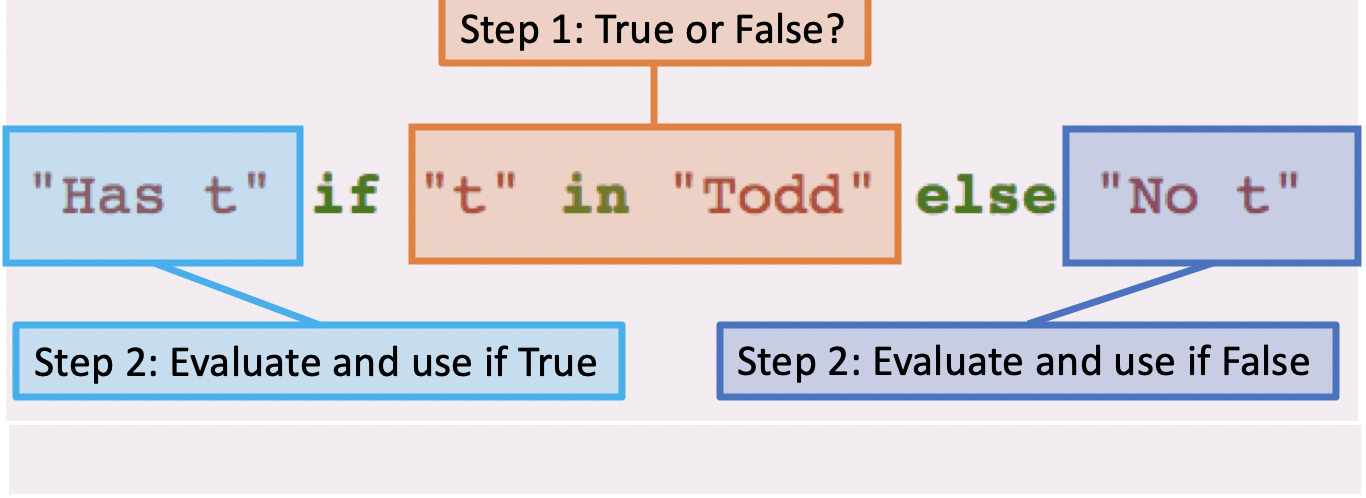 Step 1: True or False?
"Has t" if "t" in "Todd" else "No t"
Step 2: Evaluate and use if True
Step 2: Evaluate and use if False